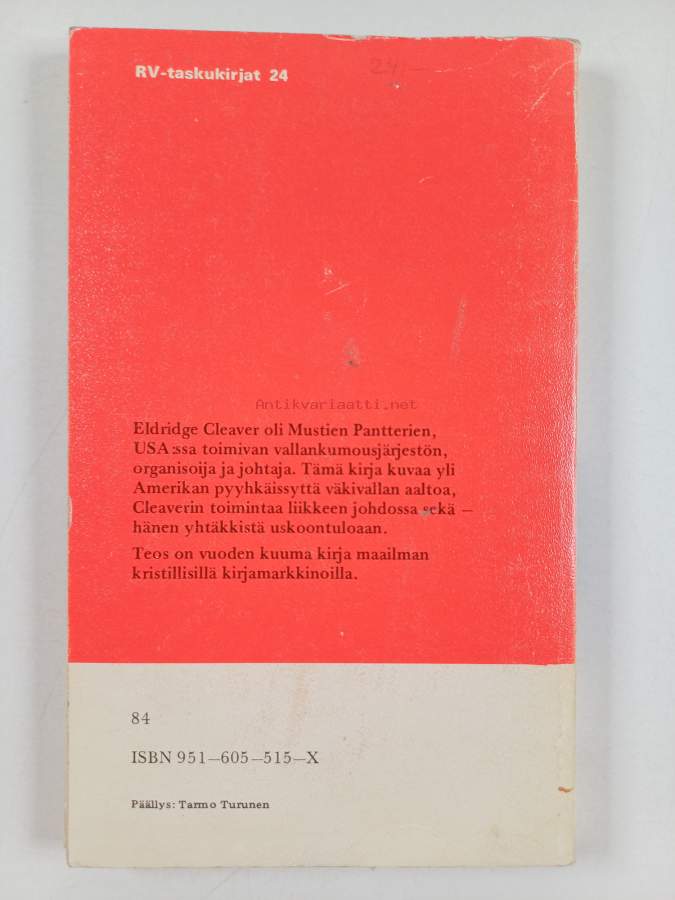 RV-taskukirjat 24
24,—
Antikvariaatti.net
Eldridge Cleaver oli Mustien Pantterien,
USA:ssa toimivan vallankumousjärjestön,
organisoija ja johtaja. Tämä kirja kuvaa yli
Amerikan pyyhkäissyttä väkivallan aaltoa,
Cleaverin toimintaa liikkeen johdossa sekä —
hänen yhtäkkistä uskoontuloaan.
Teos on vuoden kuuma kirja maailman
kristillisillä kirjamarkkinoilla.
84
ISBN 951—605—515—X
Päällys: Tarmo Turunen